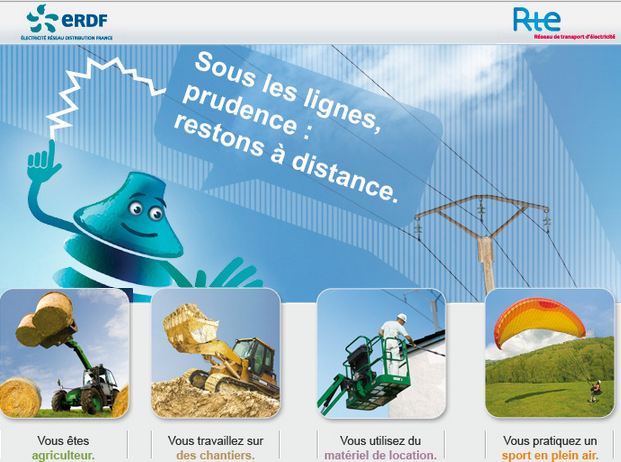 eRDF
ÉLECTRICITÉ RÉSEAU DISTRIBUTION FRANCE
Rte
Réseau de transport d'électricité
Sous les lignes,
prudence :
restons à distance.
Vous êtes
agriculteur.
Vous travaillez sur
des chantiers.
Vous utilisez du
matériel de location.
Vous pratiquez un
sport en plein air.